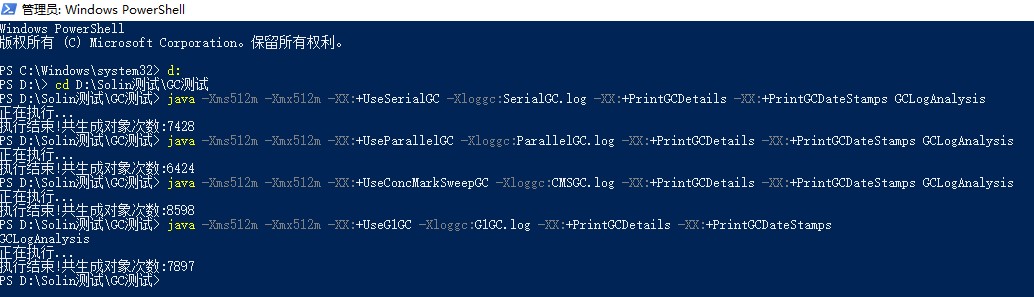 管理员: Windows PowerShell
Windows PowerShell
版权所有 (C) Microsoft Corporation。保留所有权利。
PS C:\Windows\system32> d:
PS D:\> cd D:\Solin测试\GC测试
PS D:\Solin测试\GC测试> java -Xms512m -Xmx512m -XX:+UseSerialGC -Xloggc:SerialGC.log -XX:+PrintGCDetails -XX:+PrintGCDateStamps GCLogAnalysis
正在执行...
执行结束!共生成对象次数:7428
PS D:\Solin测试\GC测试> java -Xms512m -Xmx512m -XX:+UseParallelGC -Xloggc:ParallelGC.log -XX:+PrintGCDetails -XX:+PrintGCDateStamps GCLogAnalysis
正在执行...
执行结束!共生成对象次数:6424
PS D:\Solin测试\GC测试> java -Xms512m -Xmx512m -XX:+UseConcMarkSweepGC -Xloggc:CMSGC.log -XX:+PrintGCDetails -XX:+PrintGCDateStamps GCLogAnalysis
正在执行...
执行结束!共生成对象次数:8598
PS D:\Solin测试\GC测试> java -Xms512m -Xmx512m -XX:+UseG1GC -Xloggc:G1GC.log -XX:+PrintGCDetails -XX:+PrintGCDateStamps
GCLogAnalysis
正在执行...
执行结束!共生成对象次数:7897
PS D:\Solin测试\GC测试>